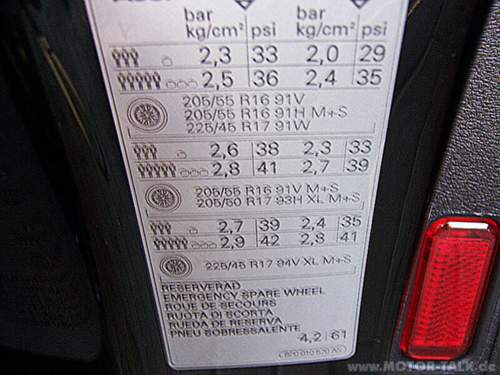 bar bar
kg/cm² psi kg/cm² psi
2,3 33 2,0 29
2,5 36 2,4 35
205/55 R16 91V
205/55 R16 91H M+S
225/45 R17 91W
2,6 38 2,3 33
2,8 41 2,7 39
205/55 R16 91V M+S
205/50 R17 93H XL M+S
2,7 39 2,4 35
2,9 42 2,8 41
225/45 R17 94V XL M+S
RESERVERAD
EMERGENCY SPARE WHEEL
ROUE DE SECOURS
RUOTA DI SCORTA
RUEDA DE RESERVA
PNEU SOBRESSALENTE
4,2 61
www.MOTOR-TALK.de